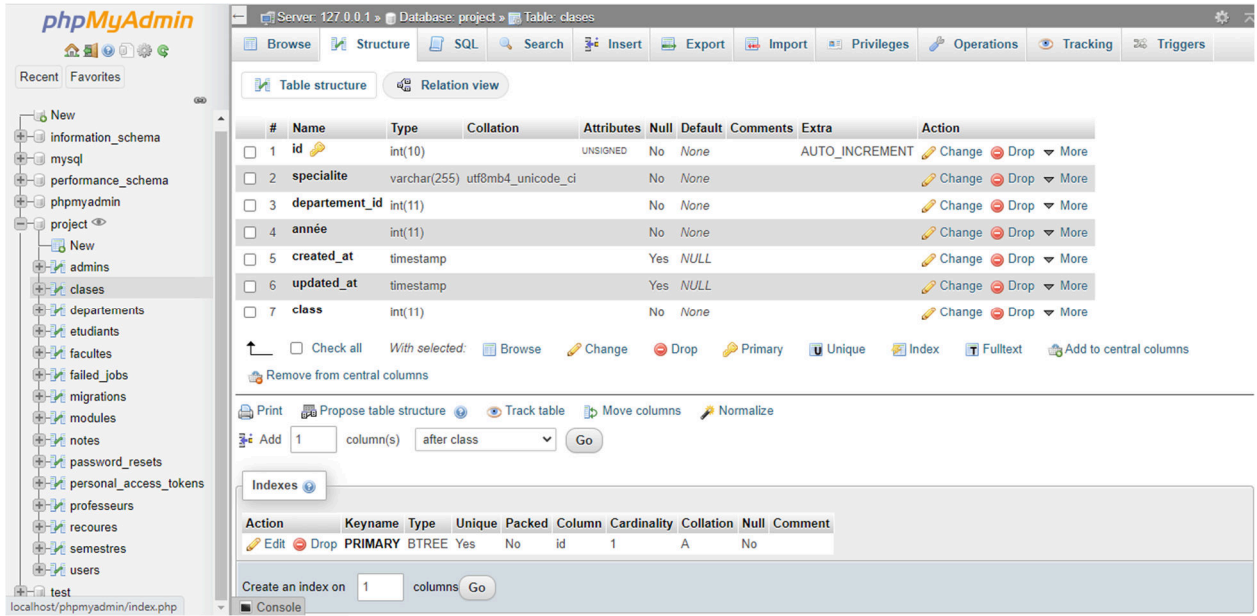 phpMyAdmin
Recent Favorites
New
information_schema
mysql
performance_schema
phpmyadmin
project
New
admins
clases
departements
etudiants
facultes
failed_jobs
migrations
modules
notes
password_resets
personal_access_tokens
professeurs
recoures
semestres
users
test
localhost/phpmyadmin/index.php
Server: 127.0.0.1 » Database: project » Table: clases
Browse Structure SQL Search Insert Export Import Privileges Operations Tracking Triggers
Table structure Relation view
# Name Type Collation Attributes Null Default Comments Extra Action
1 id int(10) UNSIGNED No None AUTO_INCREMENT Change Drop More
2 specialite varchar(255) utf8mb4_unicode_ci No None Change Drop More
3 departement_id int(11) No None Change Drop More
4 année int(11) No None Change Drop More
5 created_at timestamp Yes NULL Change Drop More
6 updated_at timestamp Yes NULL Change Drop More
7 class int(11) No None Change Drop More
Check all With selected: Browse Change Drop Primary U Unique Index T Fulltext Add to central columns
Remove from central columns
Print Propose table structure Track table Move columns Normalize
Add 1 column(s) after class Go
Indexes
Action Keyname Type Unique Packed Column Cardinality Collation Null Comment
Edit Drop PRIMARY BTREE Yes No id 1 A No
Create an index on 1 columns Go
Console